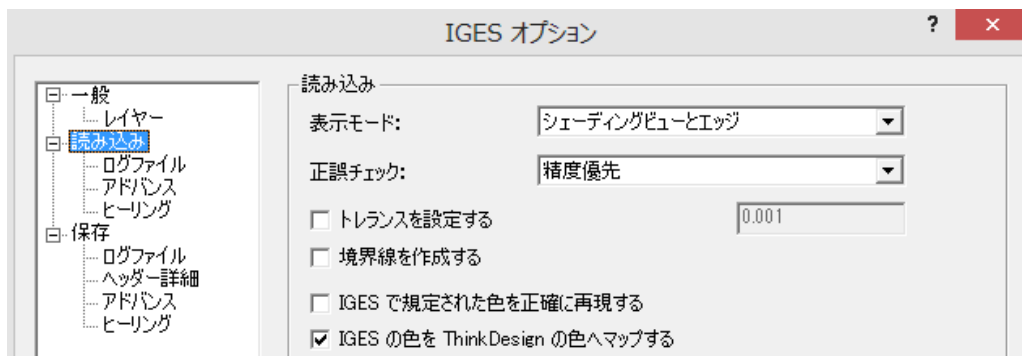 IGES オプション
?
×
一般
レイヤー
読み込み
ログファイル
アドバンス
ヒーリング
保存
ログファイル
ヘッダー詳細
アドバンス
ヒーリング
読み込み
表示モード: シェーディングビューとエッジ
正誤チェック: 精度優先
トレランスを設定する 0.001
境界線を作成する
IGES で規定された色を正確に再現する
IGES の色を ThinkDesign の色へマップする